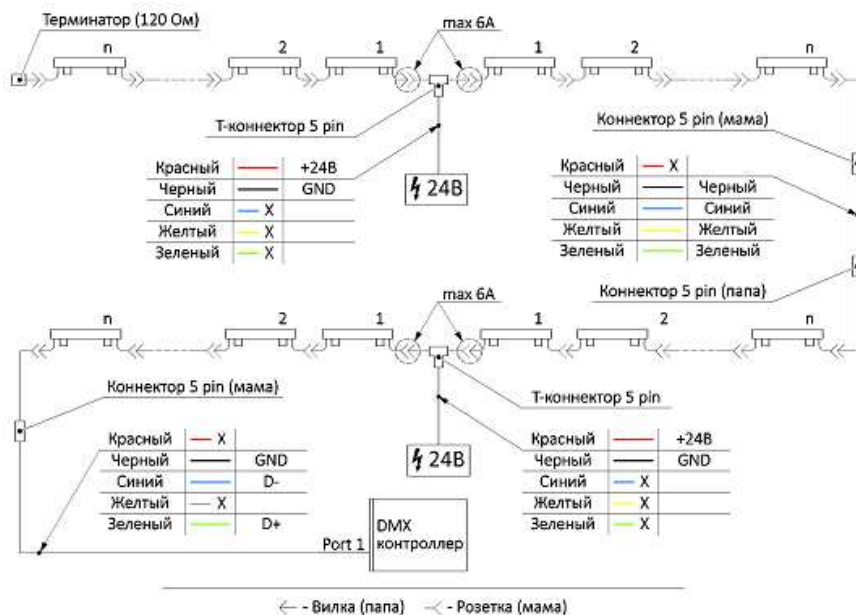 Терминатор (120 Ом)
max 6A
n
2
1
1
2
n
Т-коннектор 5 pin
Коннектор 5 pin (мама)
Красный X
Черный Черный
Синий Синий
Желтый Желтый
Зеленый Зеленый
Красный +24В
Черный GND
Синий X
Желтый X
Зеленый X
24В
Коннектор 5 pin (папа)
max 6A
n
2
1
1
2
n
Коннектор 5 pin (мама)
Т-коннектор 5 pin
Красный X
Черный GND
Синий D-
Желтый X
Зеленый D+
24В
Красный +24В
Черный GND
Синий X
Желтый X
Зеленый X
Port 1
DMX
контроллер
- Вилка (папа) - Розетка (мама)